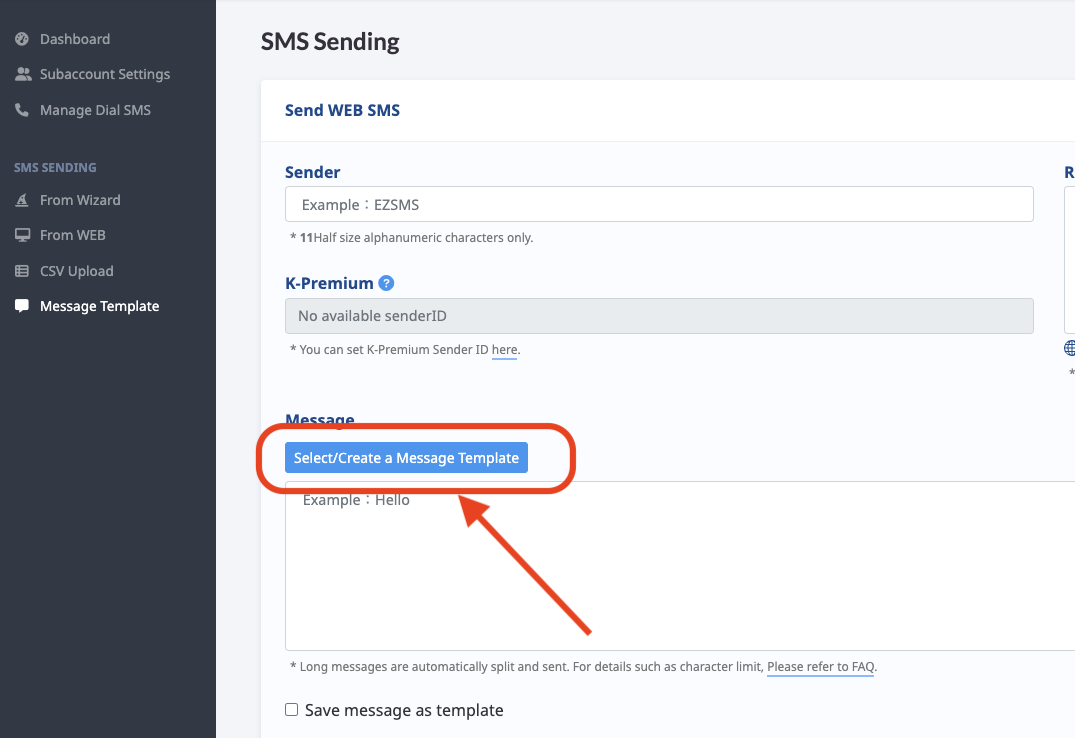 Dashboard
Subaccount Settings
Manage Dial SMS
SMS SENDING
From Wizard
From WEB
CSV Upload
Message Template
SMS Sending
Send WEB SMS
Sender
Example：EZSMS
* 11Half size alphanumeric characters only.
K-Premium ?
No available senderID
* You can set K-Premium Sender ID here.
Message
Select/Create a Message Template
Example：Hello
* Long messages are automatically split and sent. For details such as character limit, Please refer to FAQ.
Save message as template
R
*